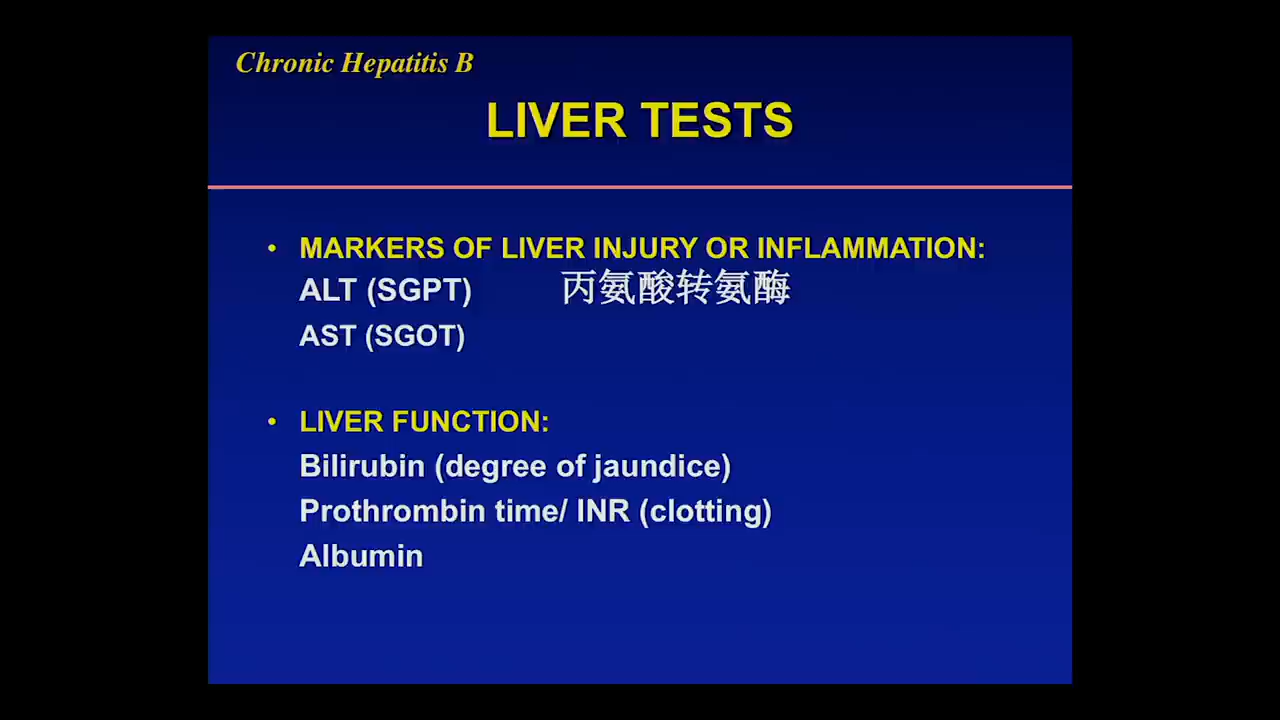 Chronic Hepatitis B
LIVER TESTS
• MARKERS OF LIVER INJURY OR INFLAMMATION:
ALT (SGPT) 丙氨酸转氨酶
AST (SGOT)
• LIVER FUNCTION:
Bilirubin (degree of jaundice)
Prothrombin time/ INR (clotting)
Albumin